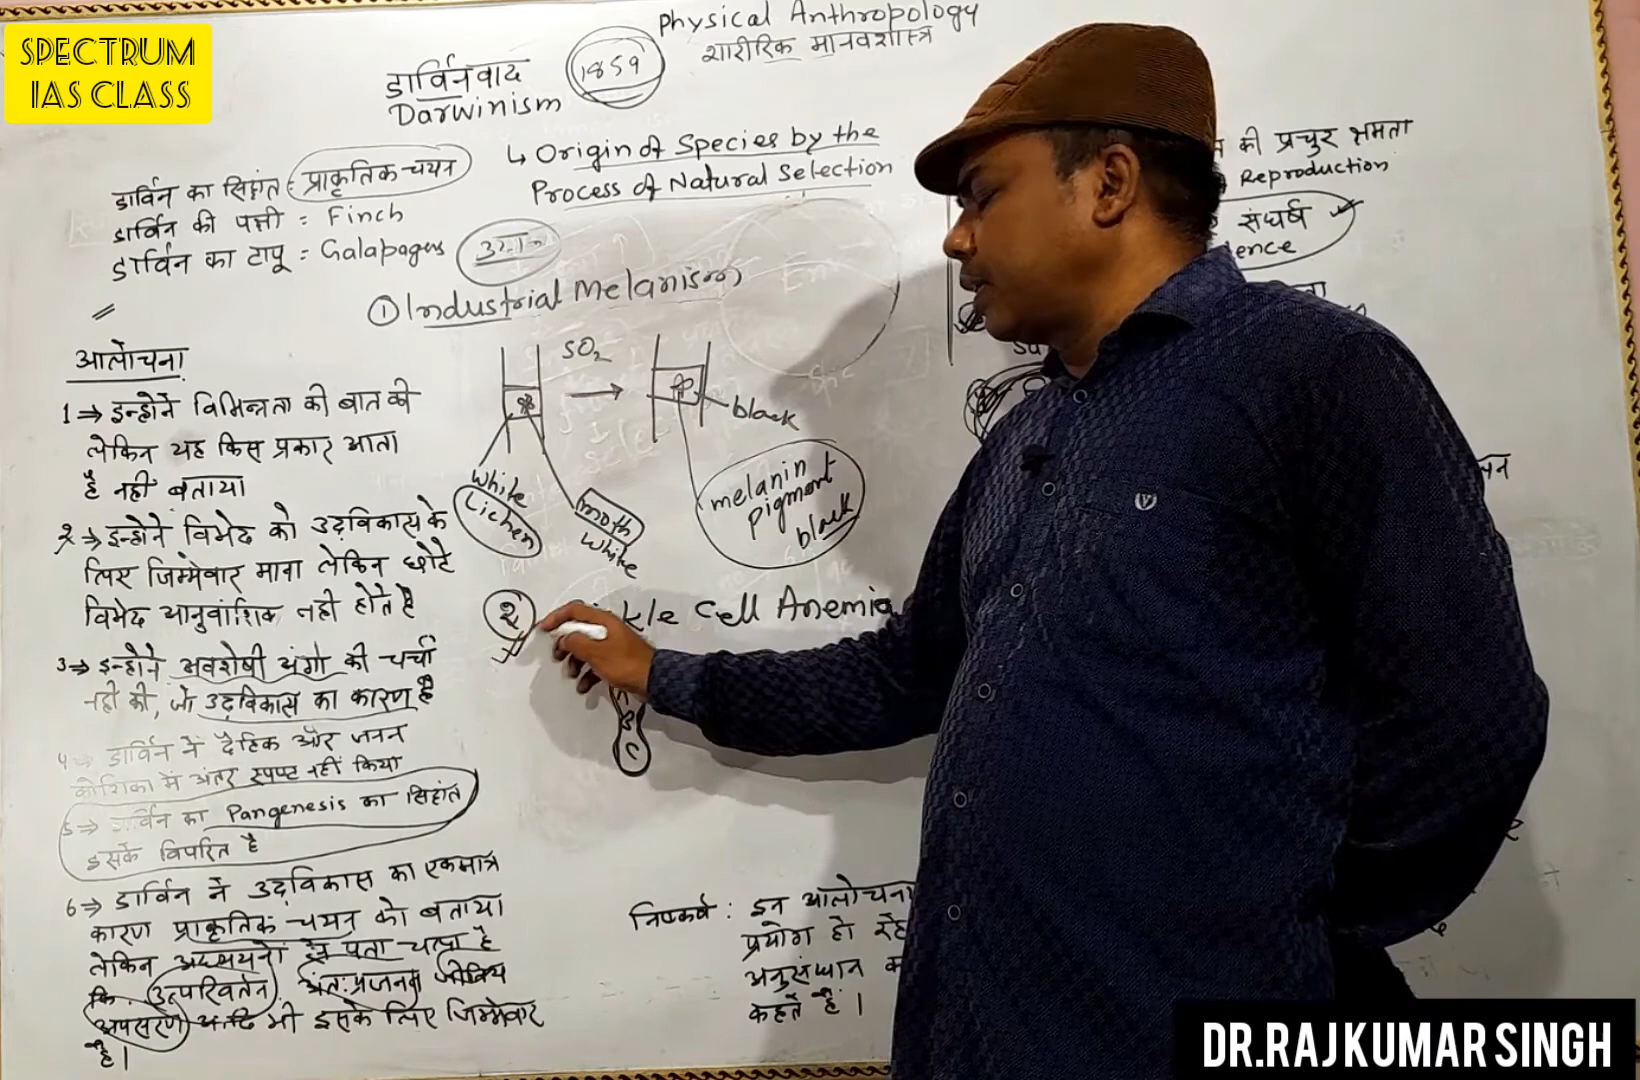 SPECTRUM
IAS CLASS
Physical Anthropology
शारीरिक मानवशास्त्र
डार्विनवाद
Darwinism
1859
↳ Origin of Species by the
Process of Natural Selection
डार्विन का सिद्धांत : प्राकृतिक चयन
डार्विन की पक्षी : Finch
डार्विन का टापू : Galapagus
① Industrial Melanism
आलोचना
1 ⇒ इन्होने विभिन्नता की बात की
लेकिन यह किस प्रकार आता
है नहीं बताया
2 ⇒ इन्होने विभेद को उद्विकास के
लिए जिम्मेवार माना लेकिन छोटे
विभेद आनुवांशिक नही होते है
3 ⇒ इन्होने अवशेषी अंगो की चर्चा
नही की, जो उद्विकास का कारण है
4 ⇒ डार्विन ने दैहिक और जनन
कोशिका में अंतर स्पष्ट नहीं किया
5 ⇒ डार्विन का Pangenesis का सिद्दांत
इसके विपरित है
6 ⇒ डार्विन ने उद्विकास का एकमात्र
कारण प्राकृतिक चयन को बताया
लेकिन अध्ययनों से पता चलता है
कि उत्परिवर्तन, अंतःप्रजनन,
अपसरण आदि भी इसके लिए जिम्मेवार
है।
SO₂
black
White
Lichen
moth
White
melanin
pigment
black
२
Cell Anemia
B
C
की प्रचुर क्षमता
Reproduction
संघर्ष
ence
निष्कर्ष : इन आलोचना
प्रयोग हो रहे
अनुसंधान
कहते हैं।
DR.RAJKUMAR SINGH